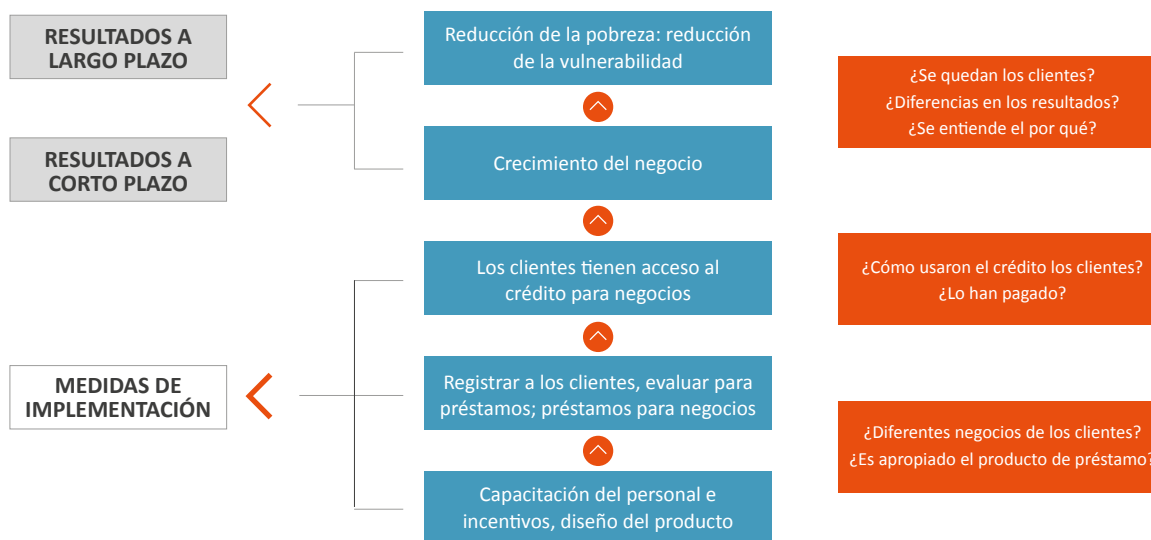 RESULTADOS A
LARGO PLAZO
RESULTADOS A
CORTO PLAZO
MEDIDAS DE
IMPLEMENTACIÓN
Reducción de la pobreza: reducción
de la vulnerabilidad
Crecimiento del negocio
Los clientes tienen acceso al
crédito para negocios
Registrar a los clientes, evaluar para
préstamos; préstamos para negocios
Capacitación del personal e
incentivos, diseño del producto
¿Se quedan los clientes?
¿Diferencias en los resultados?
¿Se entiende el por qué?
¿Cómo usaron el crédito los clientes?
¿Lo han pagado?
¿Diferentes negocios de los clientes?
¿Es apropiado el producto de préstamo?